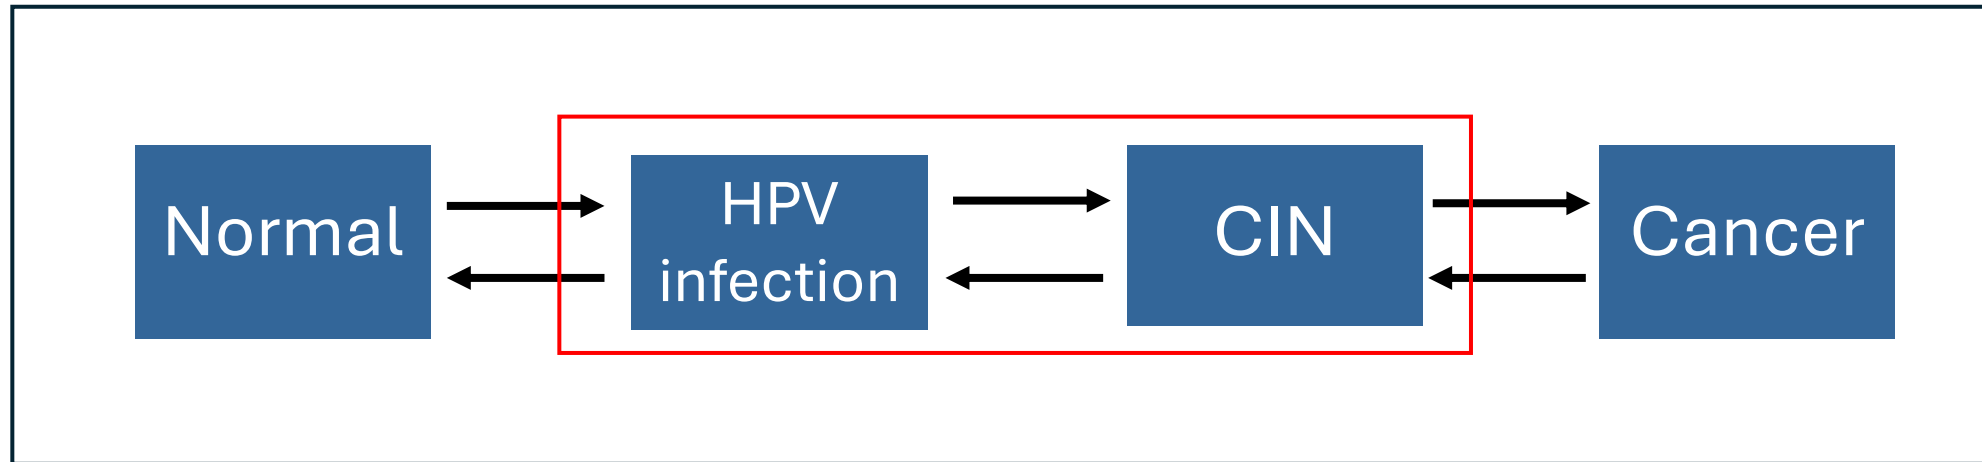 Normal
HPV
infection
CIN
Cancer